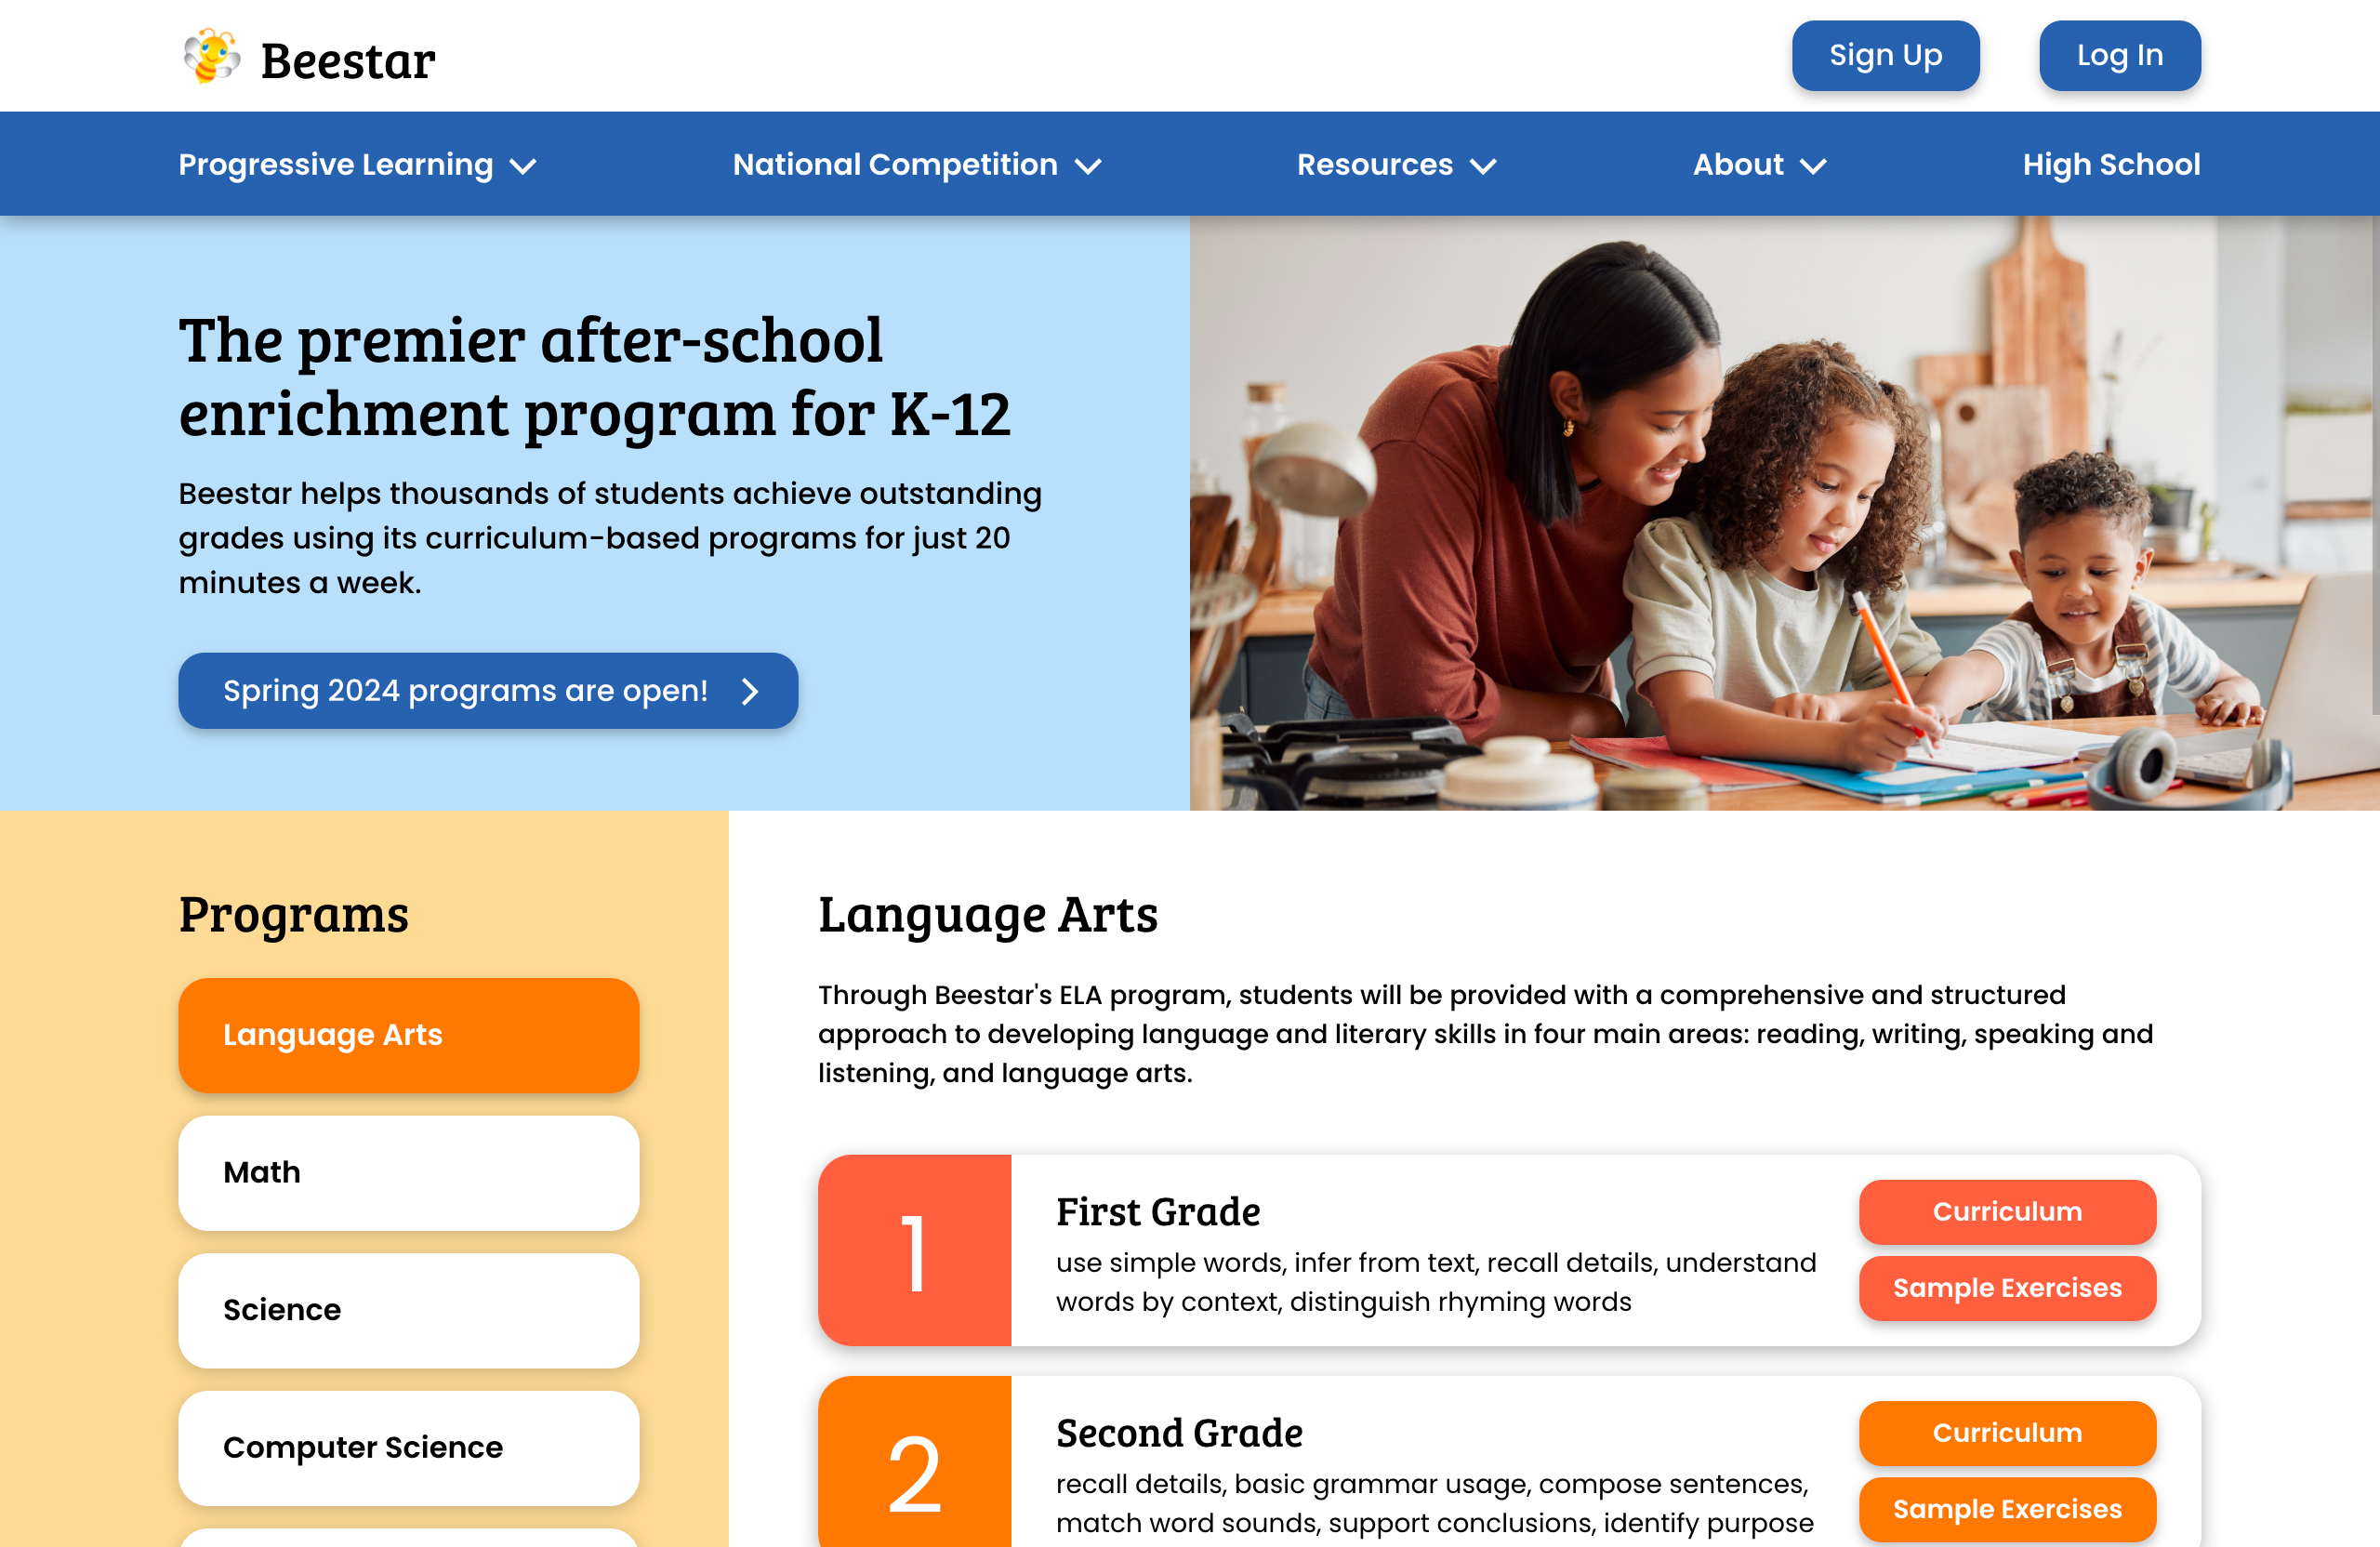 Beestar
Sign Up
Log In
Progressive Learning
National Competition
Resources
About
High School
The premier after-school
enrichment program for K-12
Beestar helps thousands of students achieve outstanding
grades using its curriculum-based programs for just 20
minutes a week.
Spring 2024 programs are open!
Programs
Language Arts
Math
Science
Computer Science
Language Arts
Through Beestar's ELA program, students will be provided with a comprehensive and structured
approach to developing language and literary skills in four main areas: reading, writing, speaking and
listening, and language arts.
1
First Grade
use simple words, infer from text, recall details, understand
words by context, distinguish rhyming words
Curriculum
Sample Exercises
2
Second Grade
recall details, basic grammar usage, compose sentences,
match word sounds, support conclusions, identify purpose
Curriculum
Sample Exercises